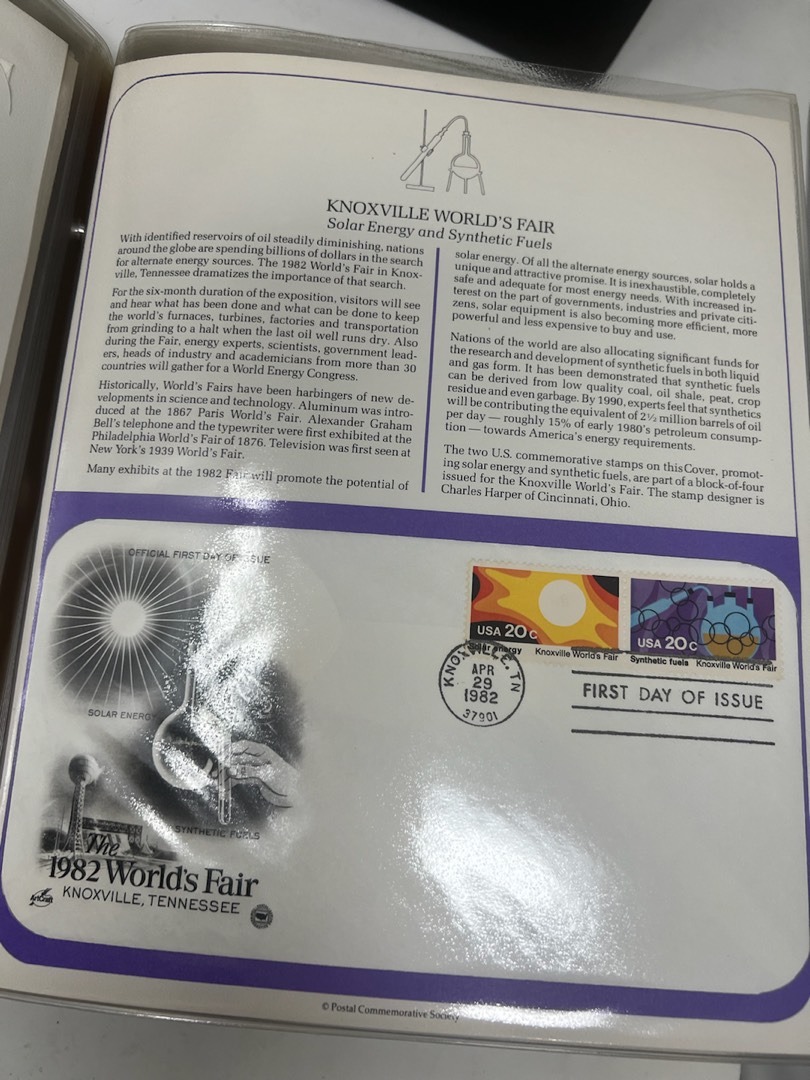 KNOXVILLE WORLD'S FAIR
Solar Energy and Synthetic Fuels
With identified reservoirs of oil steadily diminishing, nations
around the globe are spending billions of dollars in the search
for alternate energy sources. The 1982 World's Fair in Knox-
ville, Tennessee dramatizes the importance of that search.
For the six-month duration of the exposition, visitors will see
and hear what has been done and what can be done to keep
the world's furnaces, turbines, factories and transportation
from grinding to a halt when the last oil well runs dry. Also
during the Fair, energy experts, scientists, government lead-
ers, heads of industry and academicians from more than 30
countries will gather for a World Energy Congress.
Historically, World's Fairs have been harbingers of new de-
velopments in science and technology. Aluminum was intro-
duced at the 1867 Paris World's Fair. Alexander Graham
Bell's telephone and the typewriter were first exhibited at the
Philadelphia World's Fair of 1876. Television was first seen at
New York's 1939 World's Fair.
Many exhibits at the 1982 Fair will promote the potential of
solar energy. Of all the alternate energy sources, solar holds a
unique and attractive promise. It is inexhaustible, completely
safe and adequate for most energy needs. With increased in-
terest on the part of governments, industries and private citi-
zens, solar equipment is also becoming more efficient, more
powerful and less expensive to buy and use.
Nations of the world are also allocating significant funds for
the research and development of synthetic fuels in both liquid
and gas form. It has been demonstrated that synthetic fuels
can be derived from low quality coal, oil shale, peat, crop
residue and even garbage. By 1990, experts feel that synthetics
will be contributing the equivalent of 2½ million barrels of oil
per day — roughly 15% of early 1980's petroleum consump-
tion — towards America's energy requirements.
The two U.S. commemorative stamps on this Cover, promot-
ing solar energy and synthetic fuels, are part of a block-of-four
issued for the Knoxville World's Fair. The stamp designer is
Charles Harper of Cincinnati, Ohio.
OFFICIAL FIRST DAY OF ISSUE
USA 20c
Solar energy Knoxville World's Fair
USA 20c
Synthetic fuels Knoxville World's Fair
KNOXVILLE, TN
APR
29
1982
37901
FIRST DAY OF ISSUE
SOLAR ENERGY
SYNTHETIC FUELS
The
1982 World's Fair
KNOXVILLE, TENNESSEE
ArtCraft
© Postal Commemorative Society